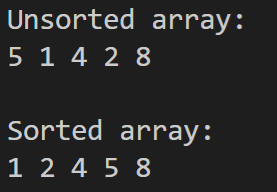 Unsorted array:
5 1 4 2 8
Sorted array:
1 2 4 5 8